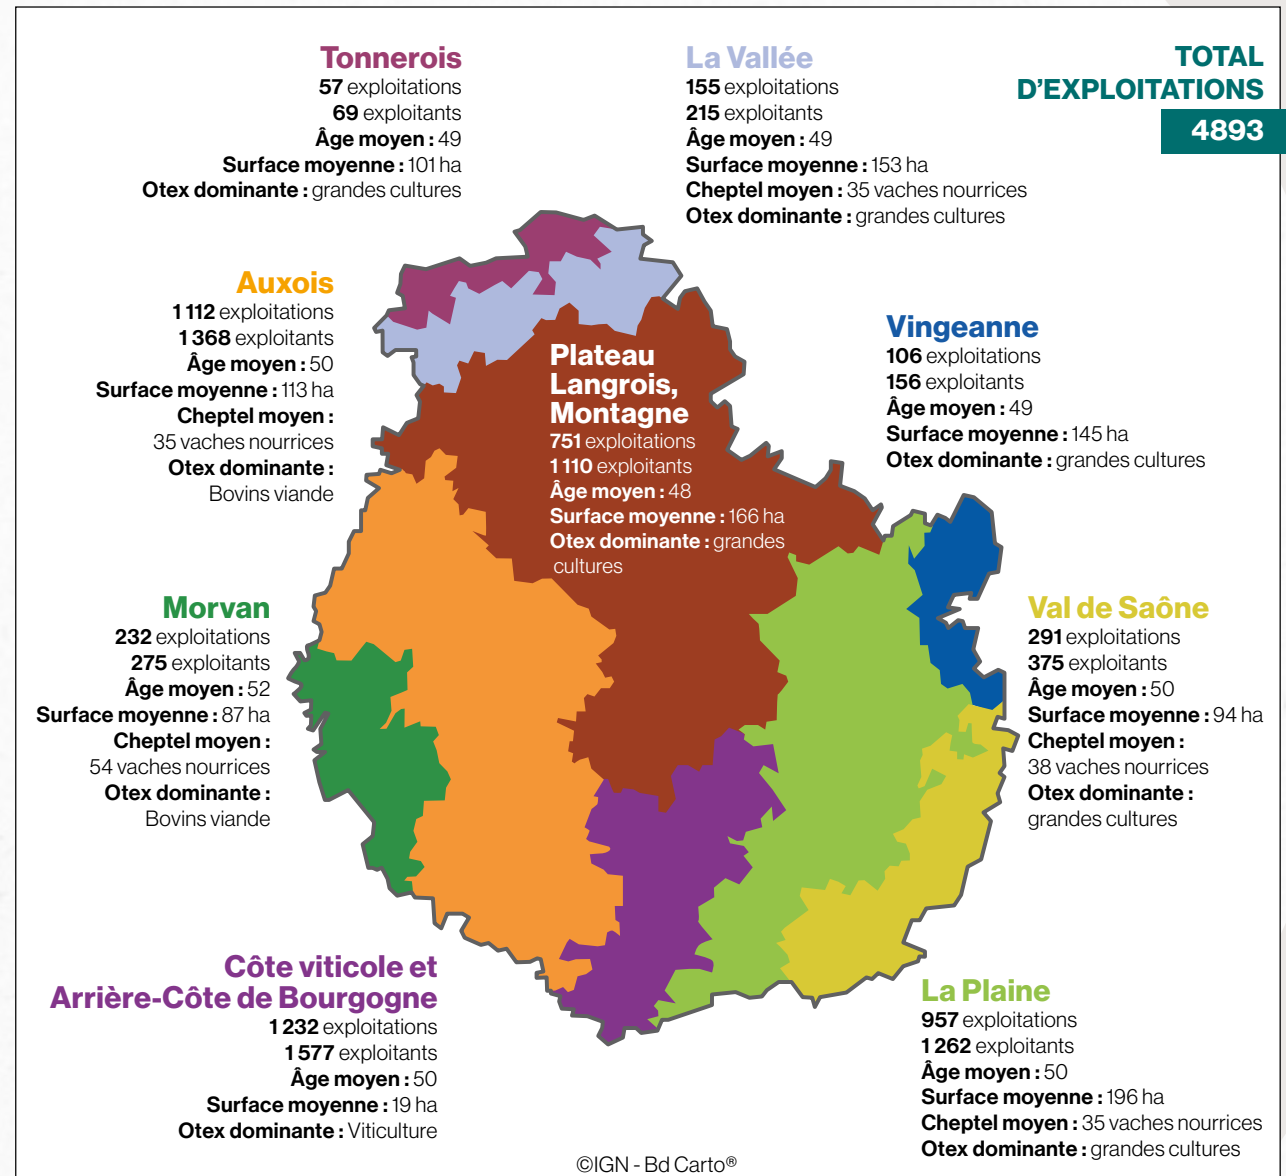 Tonnerois
57 exploitations
69 exploitants
Âge moyen : 49
Surface moyenne : 101 ha
Otex dominante : grandes cultures
La Vallée
155 exploitations
215 exploitants
Âge moyen : 49
Surface moyenne : 153 ha
Cheptel moyen : 35 vaches nourrices
Otex dominante : grandes cultures
TOTAL
D'EXPLOITATIONS
4893
Auxois
1 112 exploitations
1 368 exploitants
Âge moyen : 50
Surface moyenne : 113 ha
Cheptel moyen :
35 vaches nourrices
Otex dominante :
Bovins viande
Plateau
Langrois,
Montagne
751 exploitations
1 110 exploitants
Âge moyen : 48
Surface moyenne : 166 ha
Otex dominante : grandes
cultures
Vingeanne
106 exploitations
156 exploitants
Âge moyen : 49
Surface moyenne : 145 ha
Otex dominante : grandes cultures
Morvan
232 exploitations
275 exploitants
Âge moyen : 52
Surface moyenne : 87 ha
Cheptel moyen :
54 vaches nourrices
Otex dominante :
Bovins viande
Val de Saône
291 exploitations
375 exploitants
Âge moyen : 50
Surface moyenne : 94 ha
Cheptel moyen :
38 vaches nourrices
Otex dominante :
grandes cultures
Côte viticole et
Arrière-Côte de Bourgogne
1 232 exploitations
1 577 exploitants
Âge moyen : 50
Surface moyenne : 19 ha
Otex dominante : Viticulture
La Plaine
957 exploitations
1 262 exploitants
Âge moyen : 50
Surface moyenne : 196 ha
Cheptel moyen : 35 vaches nourrices
Otex dominante : grandes cultures
©IGN - Bd Carto®